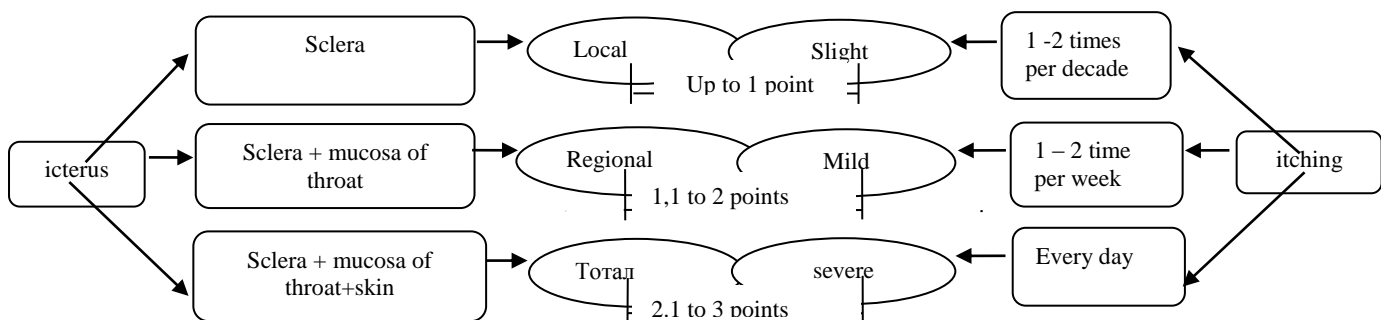 Sclera
Local
Slight
1 -2 times
per decade
Up to 1 point
icterus
Sclera + mucosa of
throat
Regional
Mild
1 – 2 time
per week
itching
1,1 to 2 points
Sclera + mucosa of
throat+skin
Тотал
severe
Every day
2.1 to 3 points